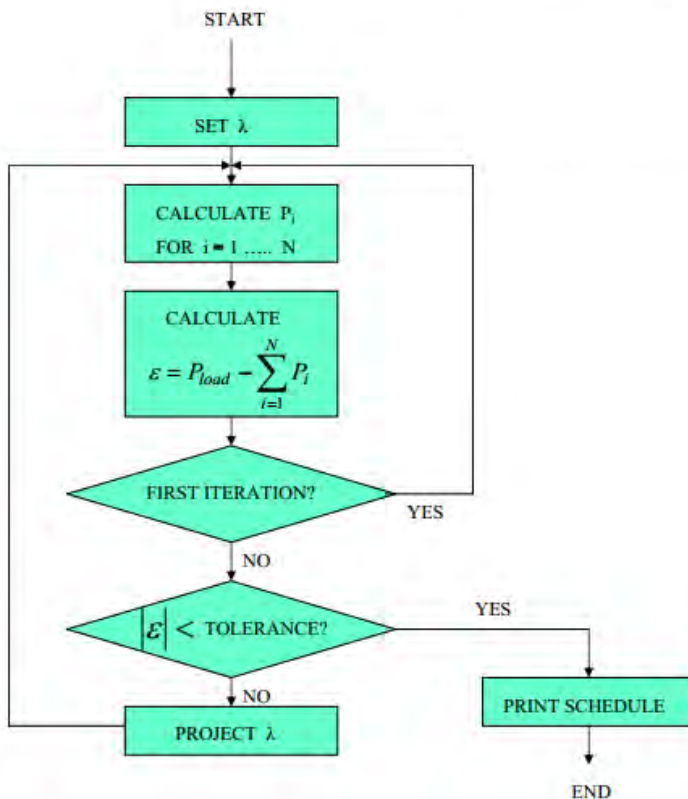 START
SET λ
CALCULATE Pi
FOR i = 1 ..... N
CALCULATE
ε = Pload − ∑ i=1 N Pi
FIRST ITERATION?
YES
NO
|ε| < TOLERANCE?
YES
NO
PROJECT λ
PRINT SCHEDULE
END